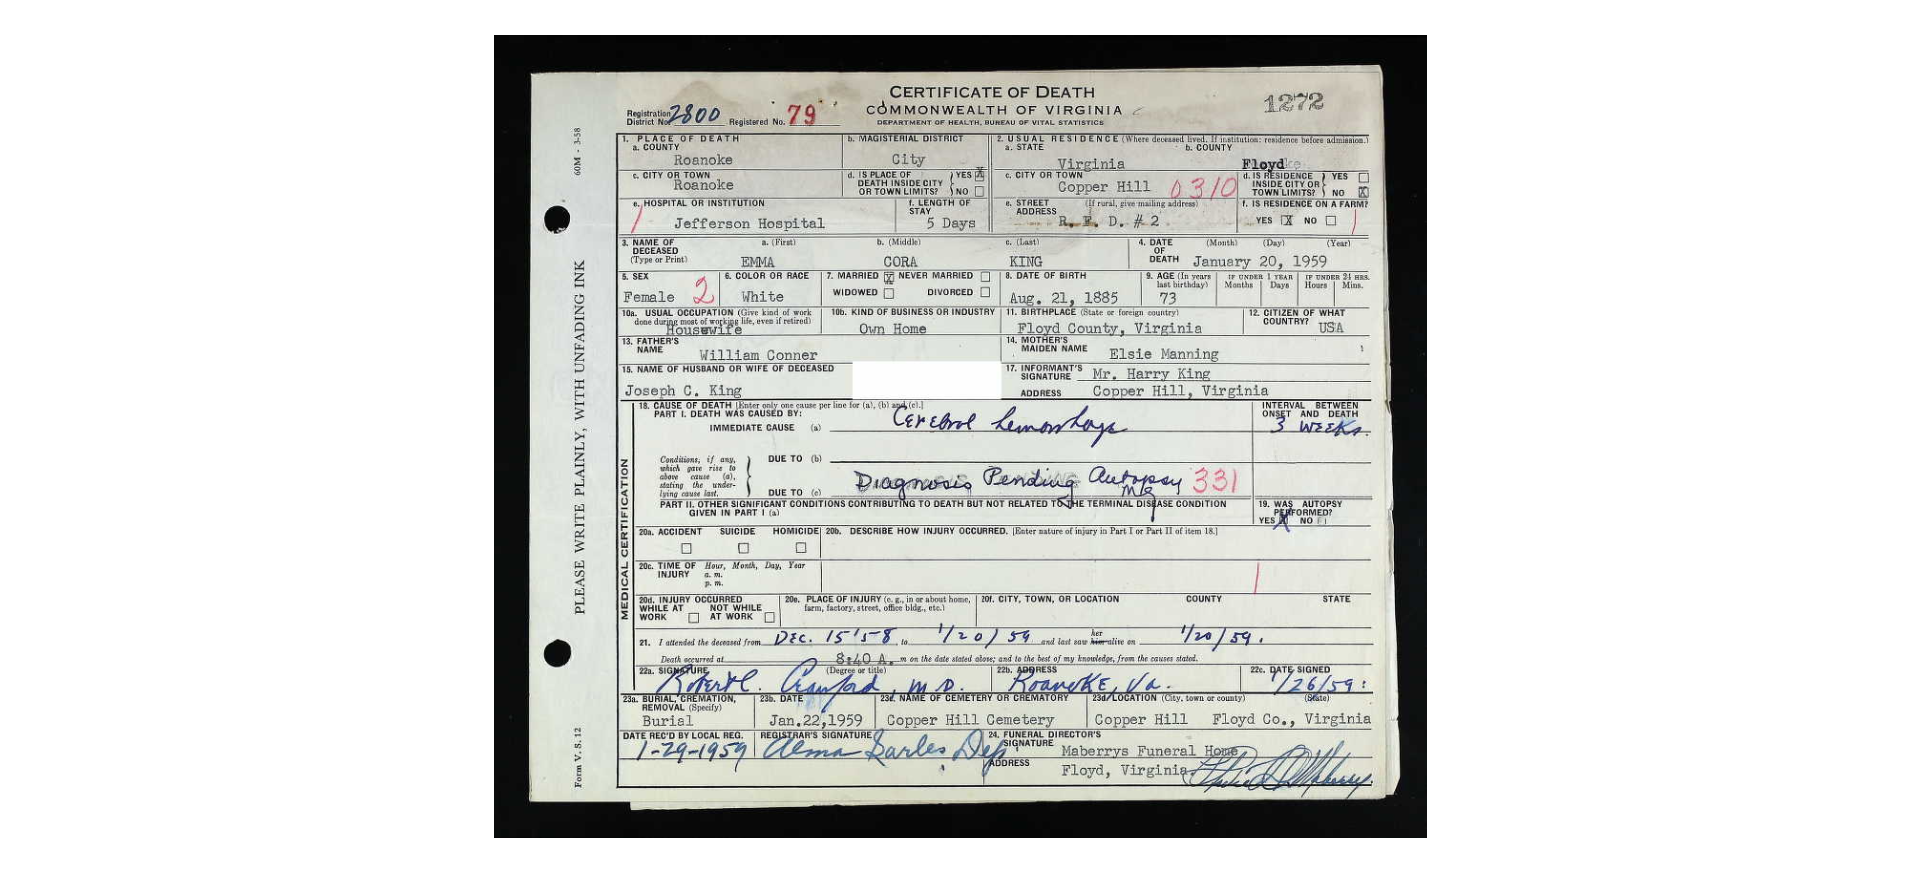 CERTIFICATE OF DEATH
COMMONWEALTH OF VIRGINIA
DEPARTMENT OF HEALTH, BUREAU OF VITAL STATISTICS
1272
Registration District No. 2800 Registered No. 79
60M - 3-58
PLEASE WRITE PLAINLY, WITH UNFADING INK
Form V. S. 12
1. PLACE OF DEATH
a. COUNTY
Roanoke
b. MAGISTERIAL DISTRICT
City
2. USUAL RESIDENCE (Where deceased lived. If institution: residence before admission.)
a. STATE
Virginia
b. COUNTY
Floyd
c. CITY OR TOWN
Roanoke
d. IS PLACE OF DEATH INSIDE CITY OR TOWN LIMITS? YES X NO
c. CITY OR TOWN
Copper Hill 0310
d. IS RESIDENCE INSIDE CITY OR TOWN LIMITS? YES NO X
e. HOSPITAL OR INSTITUTION
Jefferson Hospital
f. LENGTH OF STAY
5 Days
e. STREET ADDRESS (If rural, give mailing address)
R. F. D. #2
f. IS RESIDENCE ON A FARM?
YES X NO
3. NAME OF DECEASED (Type or Print)
a. (First) b. (Middle) c. (Last)
EMMA CORA KING
4. DATE OF DEATH (Month) (Day) (Year)
January 20, 1959
5. SEX
Female 2
6. COLOR OR RACE
White
7. MARRIED X NEVER MARRIED
WIDOWED DIVORCED
8. DATE OF BIRTH
Aug. 21, 1885
9. AGE (In years last birthday)
73
IF UNDER 1 YEAR
Months Days
IF UNDER 24 HRS.
Hours Mins.
10a. USUAL OCCUPATION (Give kind of work done during most of working life, even if retired)
Housewife
10b. KIND OF BUSINESS OR INDUSTRY
Own Home
11. BIRTHPLACE (State or foreign country)
Floyd County, Virginia
12. CITIZEN OF WHAT COUNTRY? USA
13. FATHER'S NAME
William Conner
14. MOTHER'S MAIDEN NAME
Elsie Manning
15. NAME OF HUSBAND OR WIFE OF DECEASED
Joseph C. King
17. INFORMANT'S SIGNATURE Mr. Harry King
ADDRESS Copper Hill, Virginia
MEDICAL CERTIFICATION
18. CAUSE OF DEATH [Enter only one cause per line for (a), (b) and (c).]
PART I. DEATH WAS CAUSED BY:
IMMEDIATE CAUSE (a) Cerebral hemorrhage
INTERVAL BETWEEN ONSET AND DEATH
3 WEEKS.
Conditions, if any, which gave rise to above cause (a), stating the underlying cause last.
DUE TO (b)
DUE TO (c) Diagnosis Pending Autopsy 331
PART II. OTHER SIGNIFICANT CONDITIONS CONTRIBUTING TO DEATH BUT NOT RELATED TO THE TERMINAL DISEASE CONDITION GIVEN IN PART I (a)
19. WAS AUTOPSY PERFORMED?
YES X NO
20a. ACCIDENT SUICIDE HOMICIDE
20b. DESCRIBE HOW INJURY OCCURRED. [Enter nature of injury in Part I or Part II of item 18.]
20c. TIME OF INJURY Hour, Month, Day, Year
a. m.
p. m.
20d. INJURY OCCURRED
WHILE AT WORK NOT WHILE AT WORK
20e. PLACE OF INJURY (e. g., in or about home, farm, factory, street, office bldg., etc.)
20f. CITY, TOWN, OR LOCATION COUNTY STATE
21. I attended the deceased from DEC. 15 '58 to 1/20/59 and last saw him her alive on 1/20/59.
Death occurred at 8:40 A. m on the date stated above; and to the best of my knowledge, from the causes stated.
22a. SIGNATURE (Degree or title)
Robert C. Crawford, M.D.
22b. ADDRESS
Roanoke, Va.
22c. DATE SIGNED
1/26/59
23a. BURIAL, CREMATION, REMOVAL (Specify)
Burial
23b. DATE
Jan.22,1959
23c. NAME OF CEMETERY OR CREMATORY
Copper Hill Cemetery
23d. LOCATION (City, town or county) (State)
Copper Hill Floyd Co., Virginia
DATE REC'D BY LOCAL REG.
1-29-1959
REGISTRAR'S SIGNATURE
Alma Sarles Dep
24. FUNERAL DIRECTOR'S SIGNATURE Maberrys Funeral Home
ADDRESS Floyd, Virginia